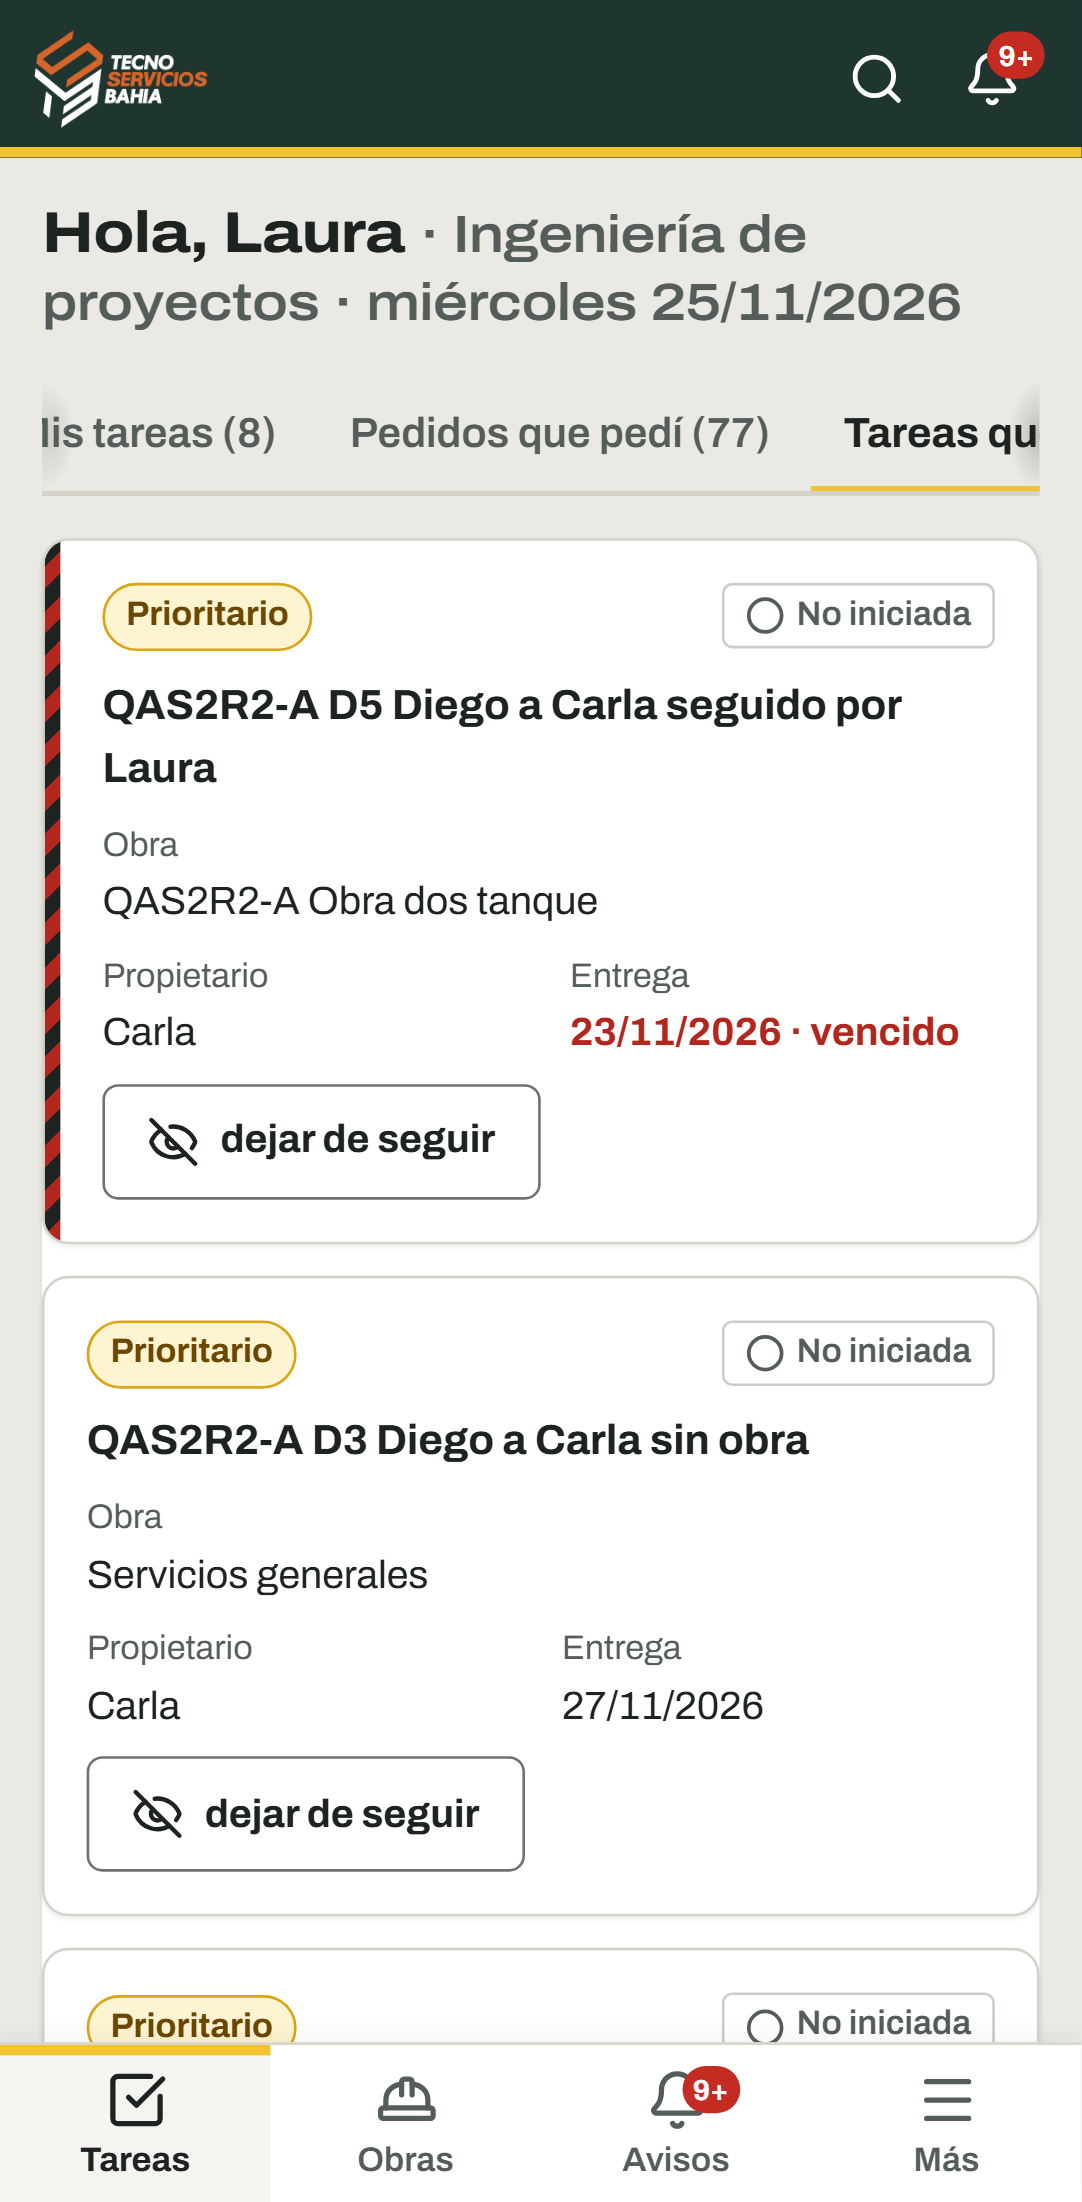 TECNO
SERVICIOS
BAHIA
9+
Hola, Laura · Ingeniería de
proyectos · miércoles 25/11/2026
is tareas (8)
Pedidos que pedí (77)
Tareas qu
Prioritario
No iniciada
QAS2R2-A D5 Diego a Carla seguido por
Laura
Obra
QAS2R2-A Obra dos tanque
Propietario
Entrega
Carla
23/11/2026 · vencido
dejar de seguir
Prioritario
No iniciada
QAS2R2-A D3 Diego a Carla sin obra
Obra
Servicios generales
Propietario
Entrega
Carla
27/11/2026
dejar de seguir
Prioritario
No iniciada
9+
Tareas
Obras
Avisos
Más